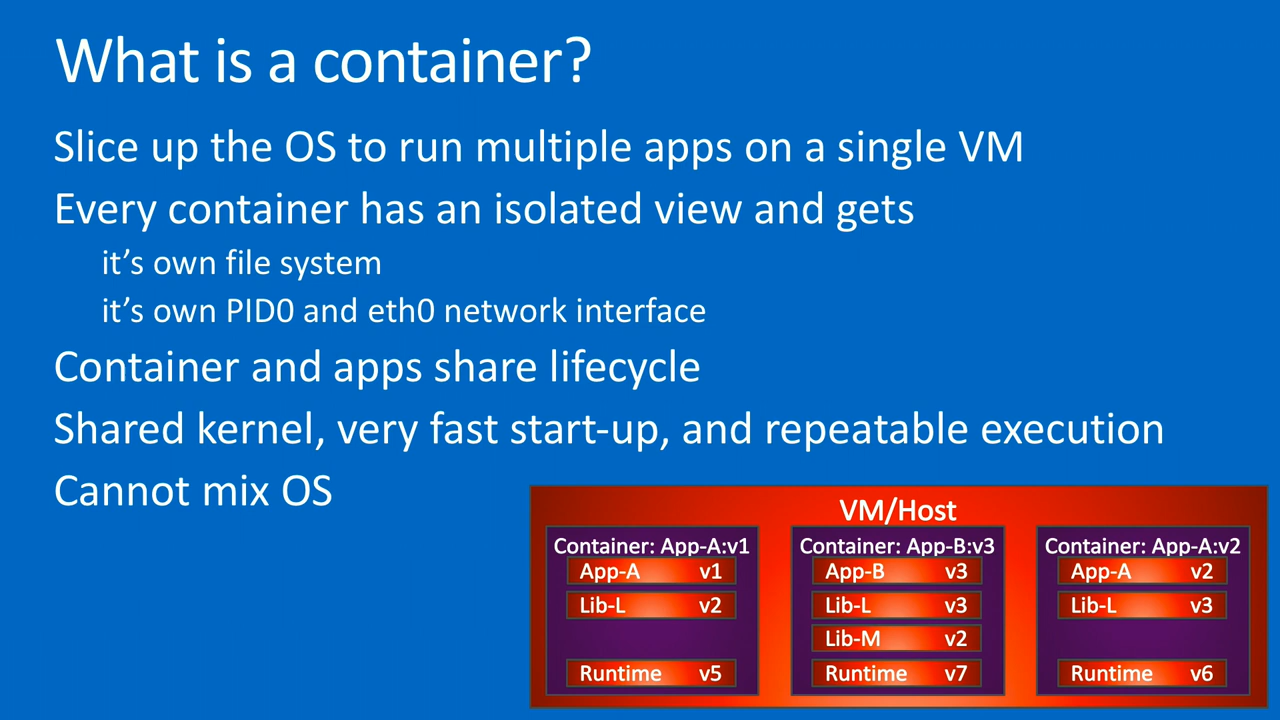 What is a container?
Slice up the OS to run multiple apps on a single VM
Every container has an isolated view and gets
it’s own file system
it’s own PID0 and eth0 network interface
Container and apps share lifecycle
Shared kernel, very fast start-up, and repeatable execution
Cannot mix OS
VM/Host
Container: App-A:v1
App-A v1
Lib-L v2
Runtime v5
Container: App-B:v3
App-B v3
Lib-L v3
Lib-M v2
Runtime v7
Container: App-A:v2
App-A v2
Lib-L v3
Runtime v6